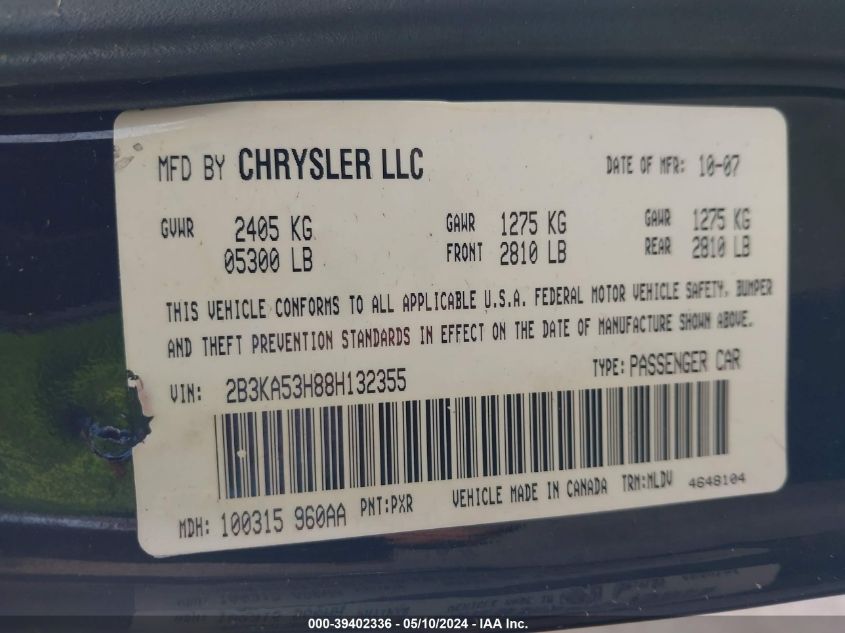 MFD BY CHRYSLER LLC DATE OF MFR: 10-07
GVWR 2405 KG GAWR 1275 KG GAWR 1275 KG
05300 LB FRONT 2810 LB REAR 2810 LB
THIS VEHICLE CONFORMS TO ALL APPLICABLE U.S.A. FEDERAL MOTOR VEHICLE SAFETY, BUMPER
AND THEFT PREVENTION STANDARDS IN EFFECT ON THE DATE OF MANUFACTURE SHOWN ABOVE.
VIN: 2B3KA53H88H132355 TYPE: PASSENGER CAR
MDH: 100315 960AA PNT:PXR VEHICLE MADE IN CANADA TRM:MLDV 4648104
000-39402336 - 05/10/2024 - IAA Inc.